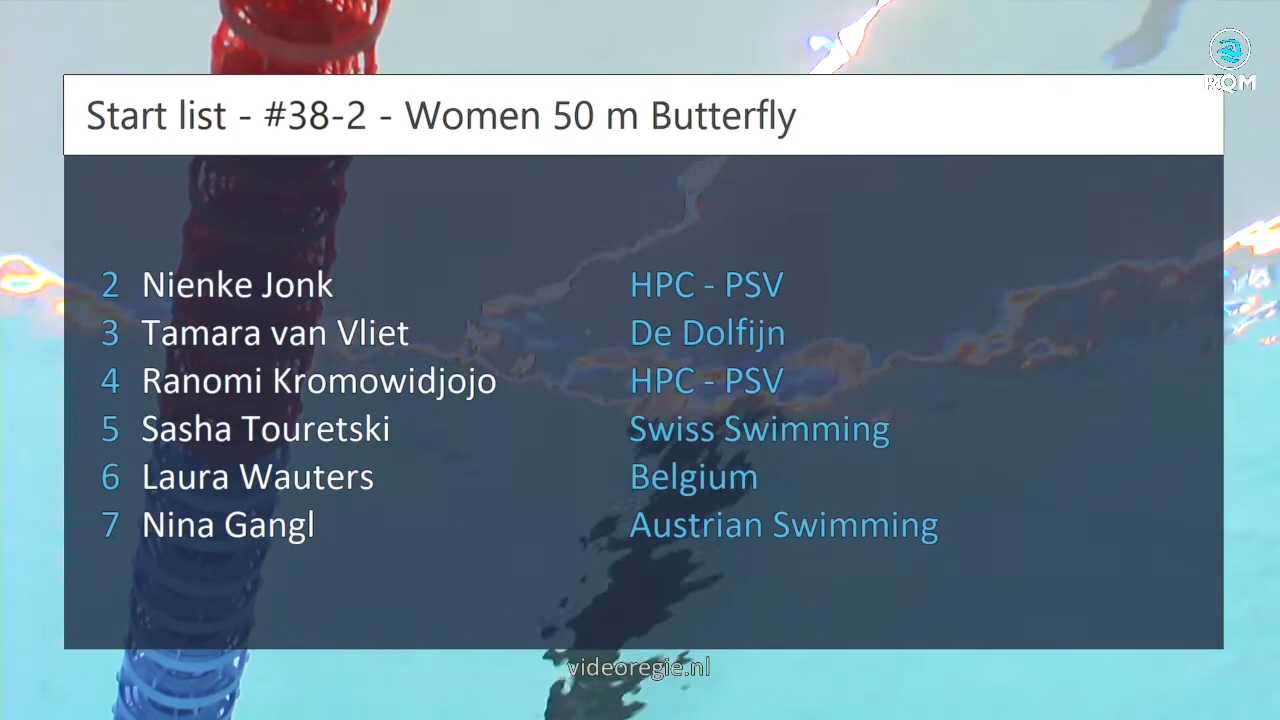 RQM
Start list - #38-2 - Women 50 m Butterfly
2 Nienke Jonk HPC - PSV
3 Tamara van Vliet De Dolfijn
4 Ranomi Kromowidjojo HPC - PSV
5 Sasha Touretski Swiss Swimming
6 Laura Wauters Belgium
7 Nina Gangl Austrian Swimming
videoregie.nl